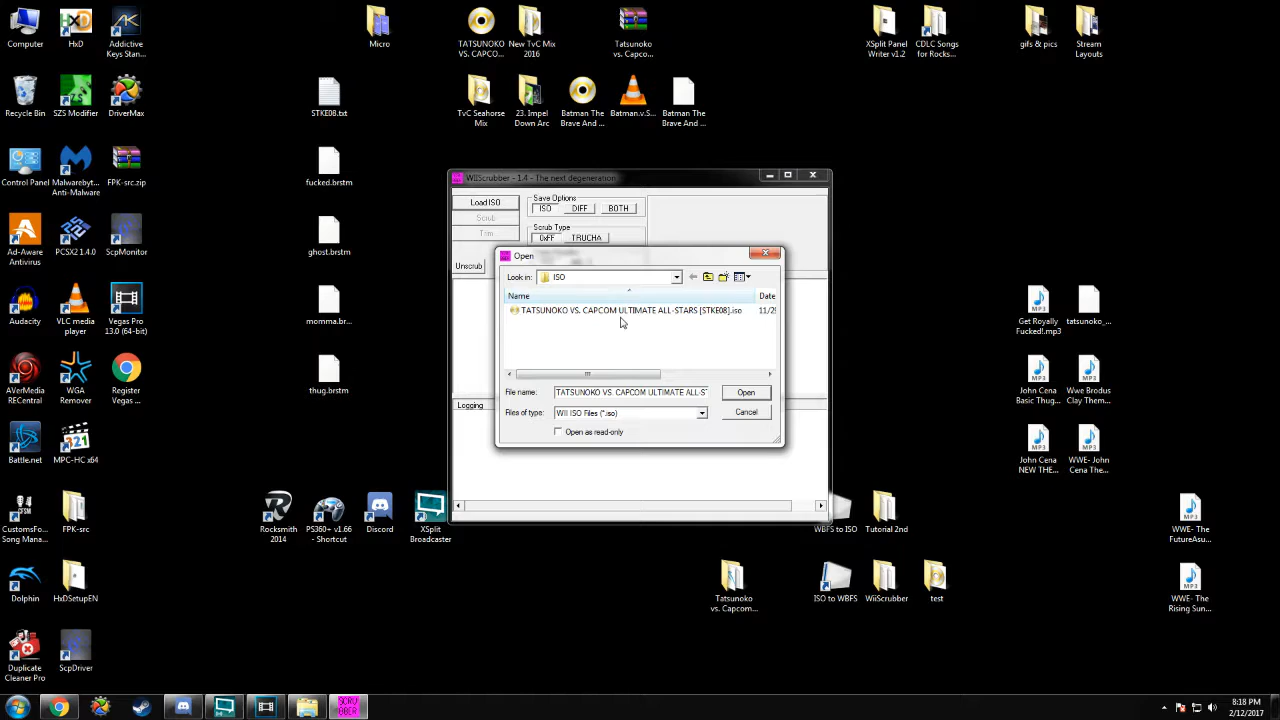 Computer
HxD
Addictive
Keys Stan...
Micro
TATSUNOKO
VS. CAPCO...
New TvC Mix
2016
Tatsunoko
vs. Capco...
XSplit Panel
Writer v1.2
CDLC Songs
for Rocks...
gifs & pics
Stream
Layouts
Recycle Bin
SZS Modifier
DriverMax
STKE08.txt
TvC Seahorse
Mix
23. Impel
Down Arc
Batman The
Brave And ...
Batman.v.S...
Batman The
Brave And ...
Control Panel
Malwarebyt...
Anti-Malware
FPK-src.zip
fucked.brstm
WIIScrubber - 1.4 - The next degeneration
Load ISO
Scrub
Trim
Unscrub
Save Options
ISO
DIFF
BOTH
Scrub Type
0xFF
TRUCHA
Ad-Aware
Antivirus
PCSX2.1.4.0
ScpMonitor
ghost.brstm
Open
Look in:
ISO
Name
Date
TATSUNOKO VS. CAPCOM ULTIMATE ALL-STARS [STKE08].iso
11/2
File name:
TATSUNOKO VS. CAPCOM ULTIMATE ALL-S
Open
Files of type:
WII ISO Files (*.iso)
Cancel
Open as read-only
Logging
Audacity
VLC media
player
Vegas Pro
13.0 (64-bit)
momma.br...
Get Royally
Fucked!.mp3
tatsunoko_...
AVerMedia
RECentral
WGA
Remover
Register
Vegas ...
thug.brstm
John Cena
Basic Thug...
Wwe Brodus
Clay Them...
Battle.net
MPC-HC x64
John Cena
NEW THE...
WWE- John
Cena The...
CustomsFo...
Song Mana...
FPK-src
Rocksmith
2014
PS360+ v1.66
- Shortcut
Discord
XSplit
Broadcaster
WBFS to ISO
Tutorial 2nd
WWE- The
FutureAsu...
Dolphin
HxDSetupEN
Tatsunoko
vs. Capcom...
ISO to WBFS
WiiScrubber
test
WWE- The
Rising Sun...
Duplicate
Cleaner Pro
ScpDriver
SCRU
BBER
8:18 PM
2/12/2017